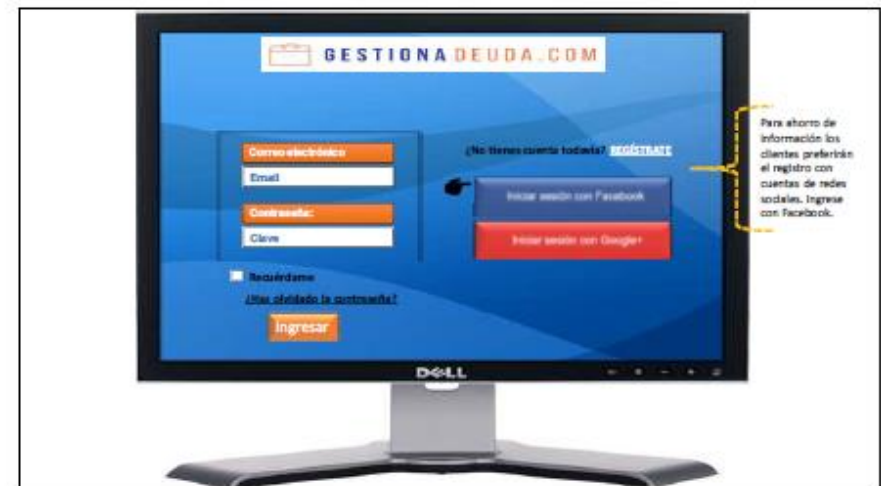 GESTIONADEUDA.COM
Correo electrónico
Email
Contraseña:
Clave
Recuérdame
¿Has olvidado la contraseña?
Ingresar
¿No tienes cuenta todavía? REGÍSTRATE
Iniciar sesión con Facebook
Iniciar sesión con Google+
Para ahorro de
información los
clientes preferirán
el registro con
cuentas de redes
sociales. Ingrese
con Facebook.
DELL